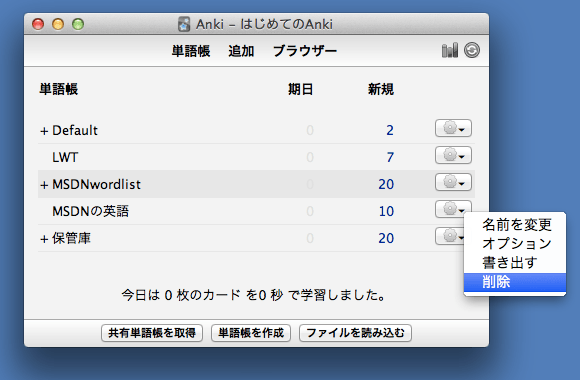 Anki – はじめてのAnki
単語帳 追加 ブラウザー
単語帳 期日 新規
+ Default 0 2
LWT 0 7
+ MSDNwordlist 0 20
MSDNの英語 0 10
+ 保管庫 0 20
名前を変更
オプション
書き出す
削除
今日は 0 枚のカード を0 秒 で学習しました。
共有単語帳を取得 単語帳を作成 ファイルを読み込む